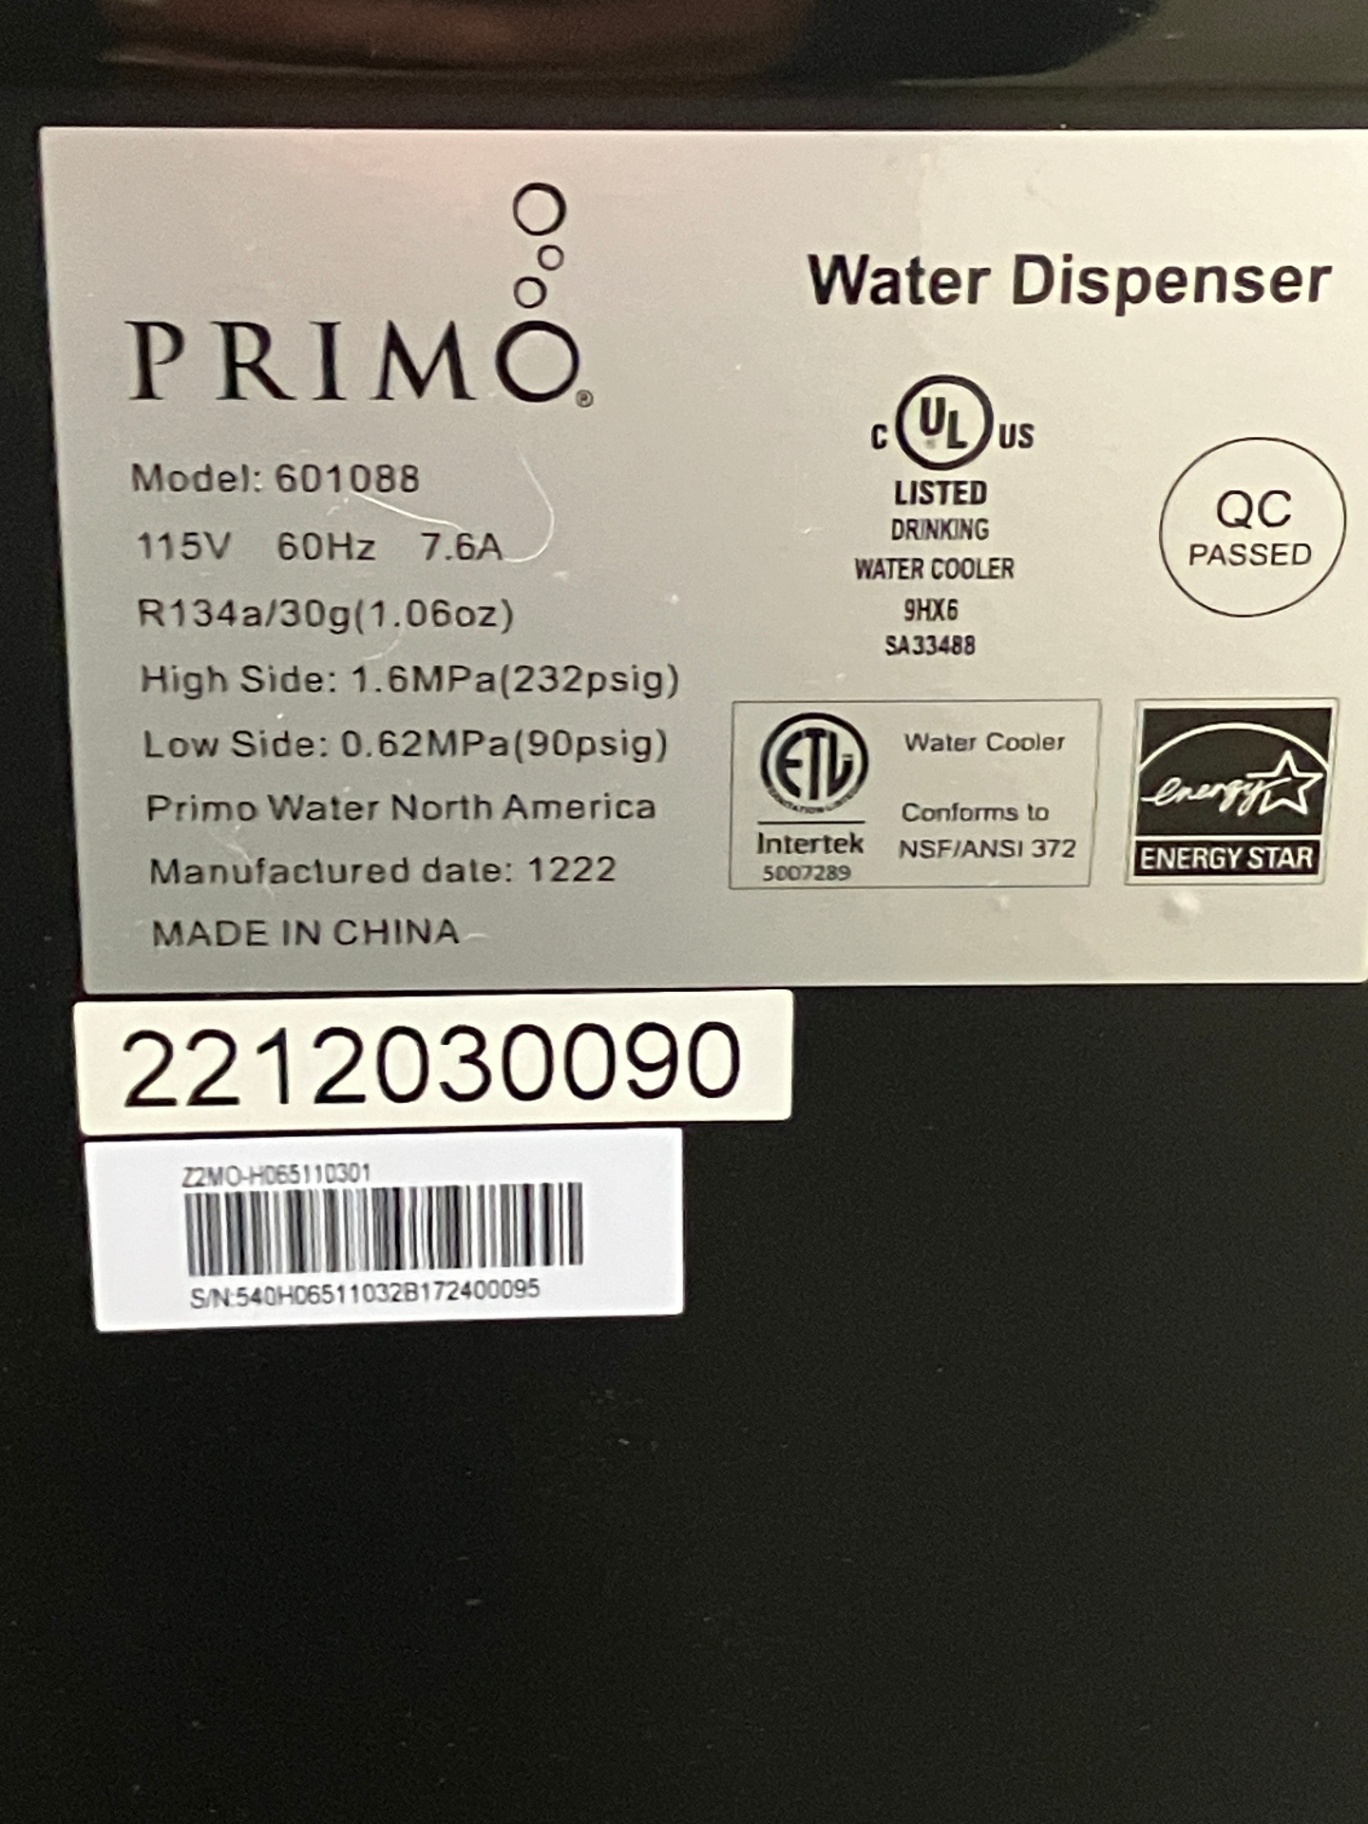 PRIMO®
Model: 601088
115V 60Hz 7.6A
R134a/30g(1.06oz)
High Side: 1.6MPa(232psig)
Low Side: 0.62MPa(90psig)
Primo Water North America
Manufactured date: 1222
MADE IN CHINA
Water Dispenser
C UL US
LISTED
DRINKING
WATER COOLER
9HX6
SA33488
QC
PASSED
ETL
Intertek
5007289
Water Cooler
Conforms to
NSF/ANSI 372
energy
ENERGY STAR
2212030090
Z2MO-H065110301
S/N:540H06511032B172400095